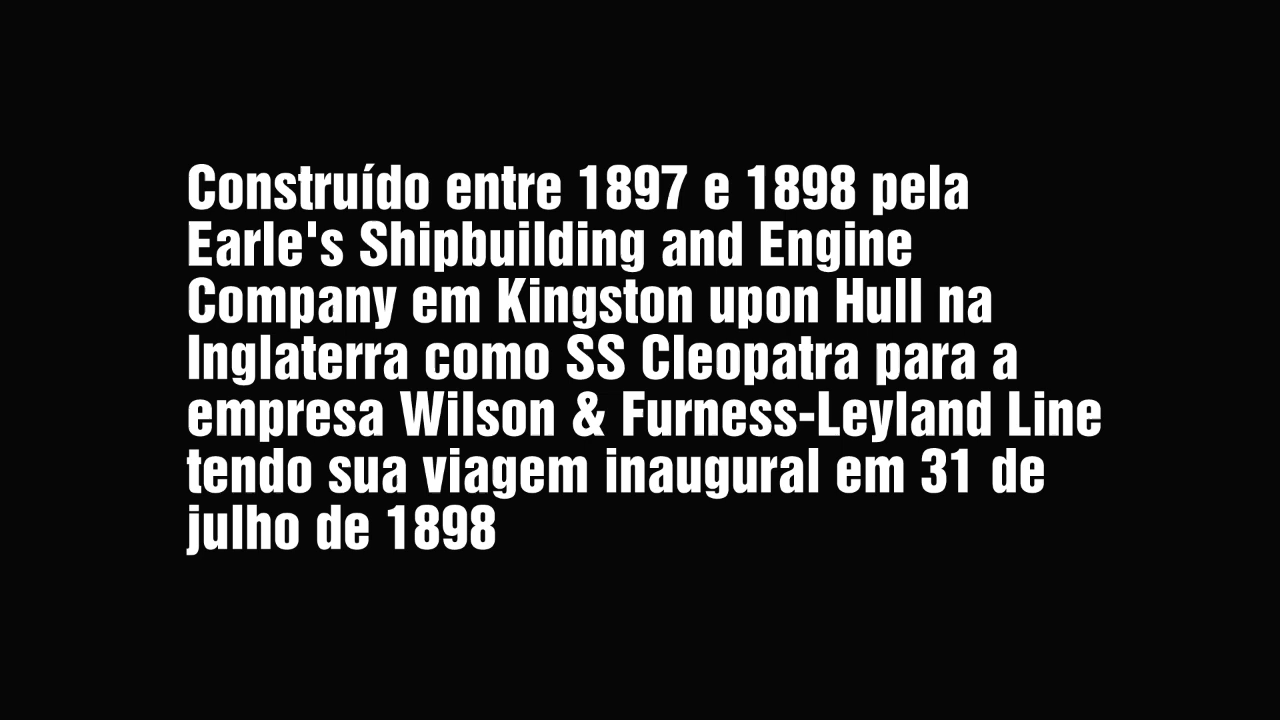 Construído entre 1897 e 1898 pela
Earle's Shipbuilding and Engine
Company em Kingston upon Hull na
Inglaterra como SS Cleopatra para a
empresa Wilson & Furness-Leyland Line
tendo sua viagem inaugural em 31 de
julho de 1898